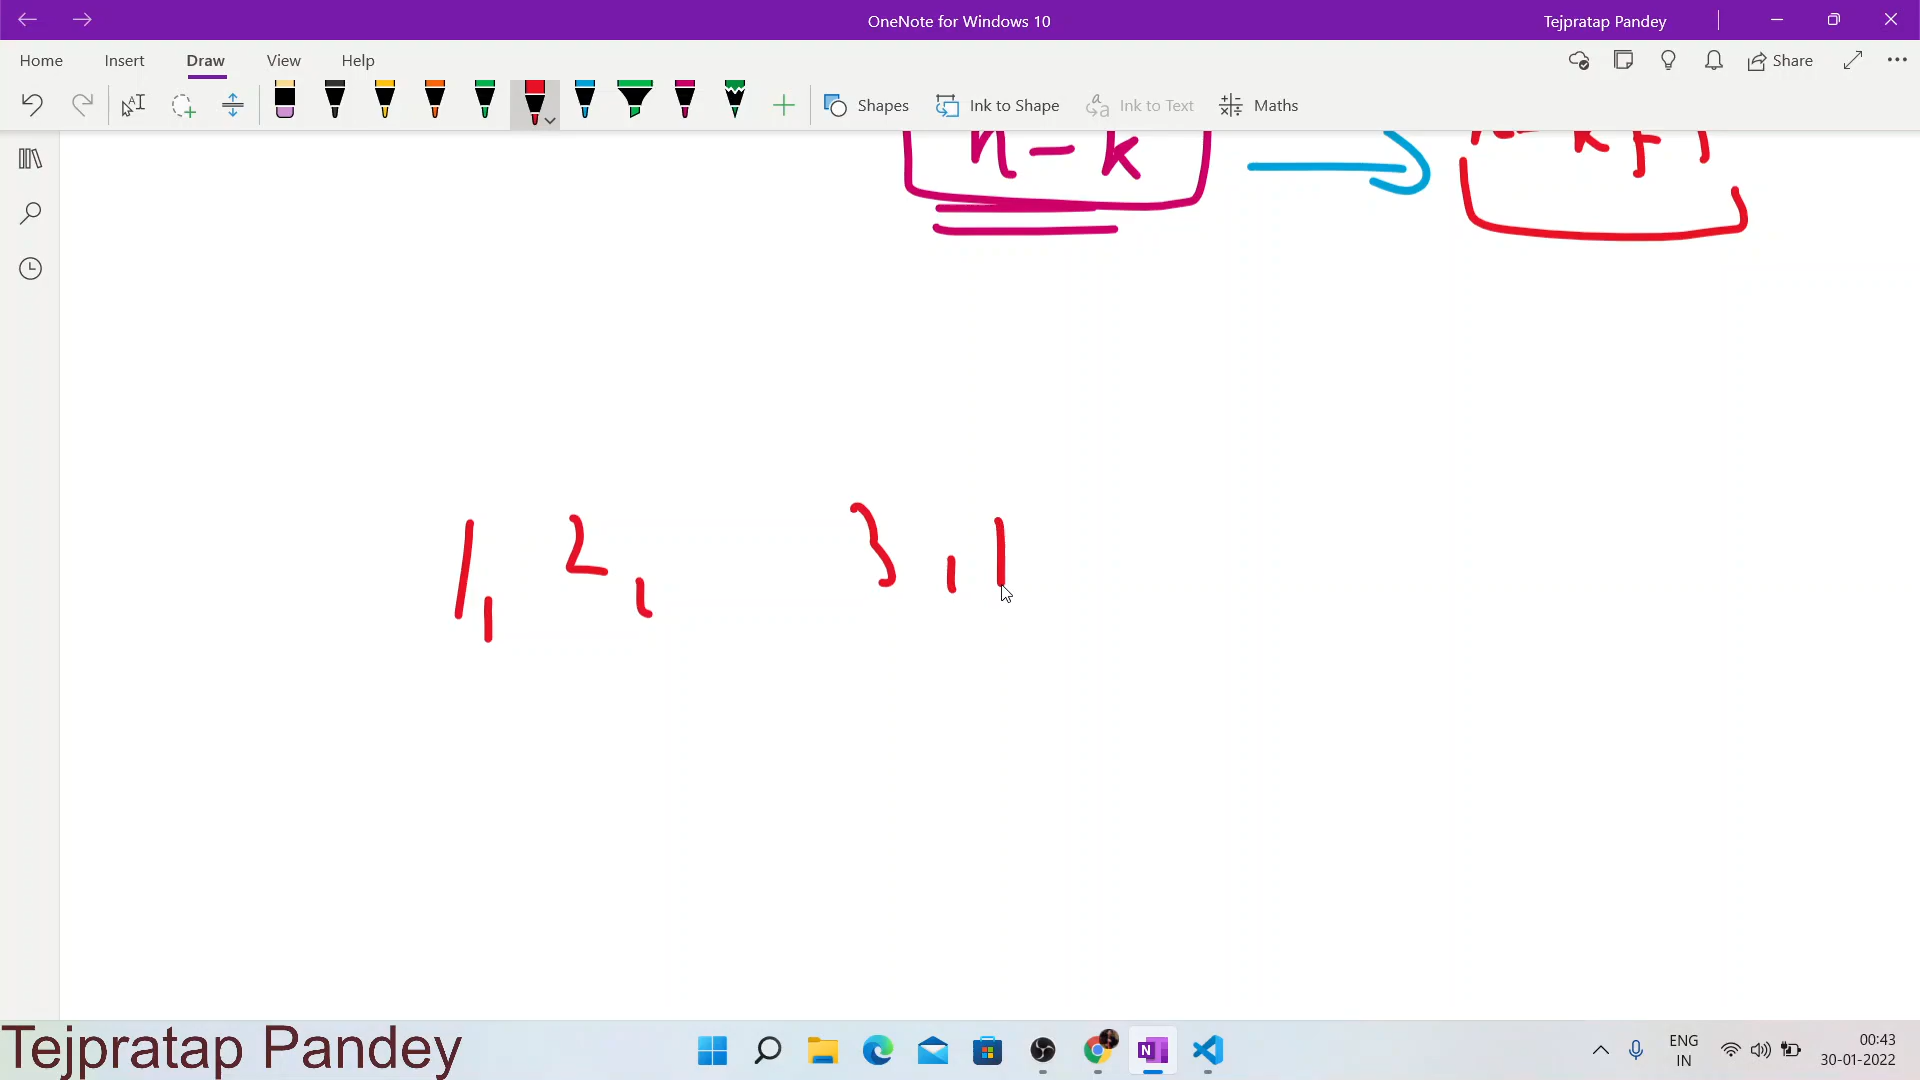 OneNote for Windows 10
Tejpratap Pandey
Home Insert Draw View Help
Share
Shapes Ink to Shape Ink to Text Maths
n - k
1, 2, 3, 1
Tejpratap Pandey
ENG
IN
00:43
30-01-2022